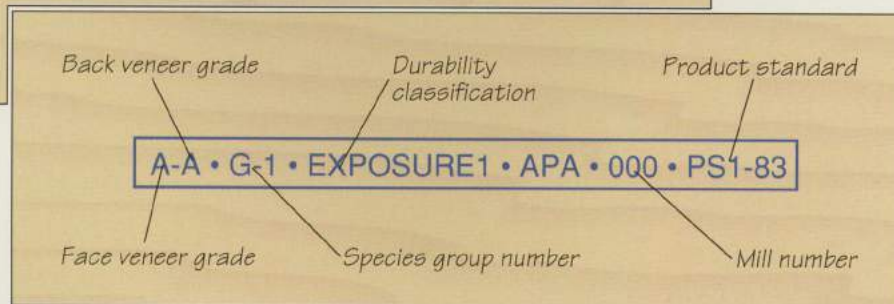 Back veneer grade
Durability
classification
Product standard
A-A • G-1 • EXPOSURE1 • APA • 000 • PS1-83
Face veneer grade
Species group number
Mill number